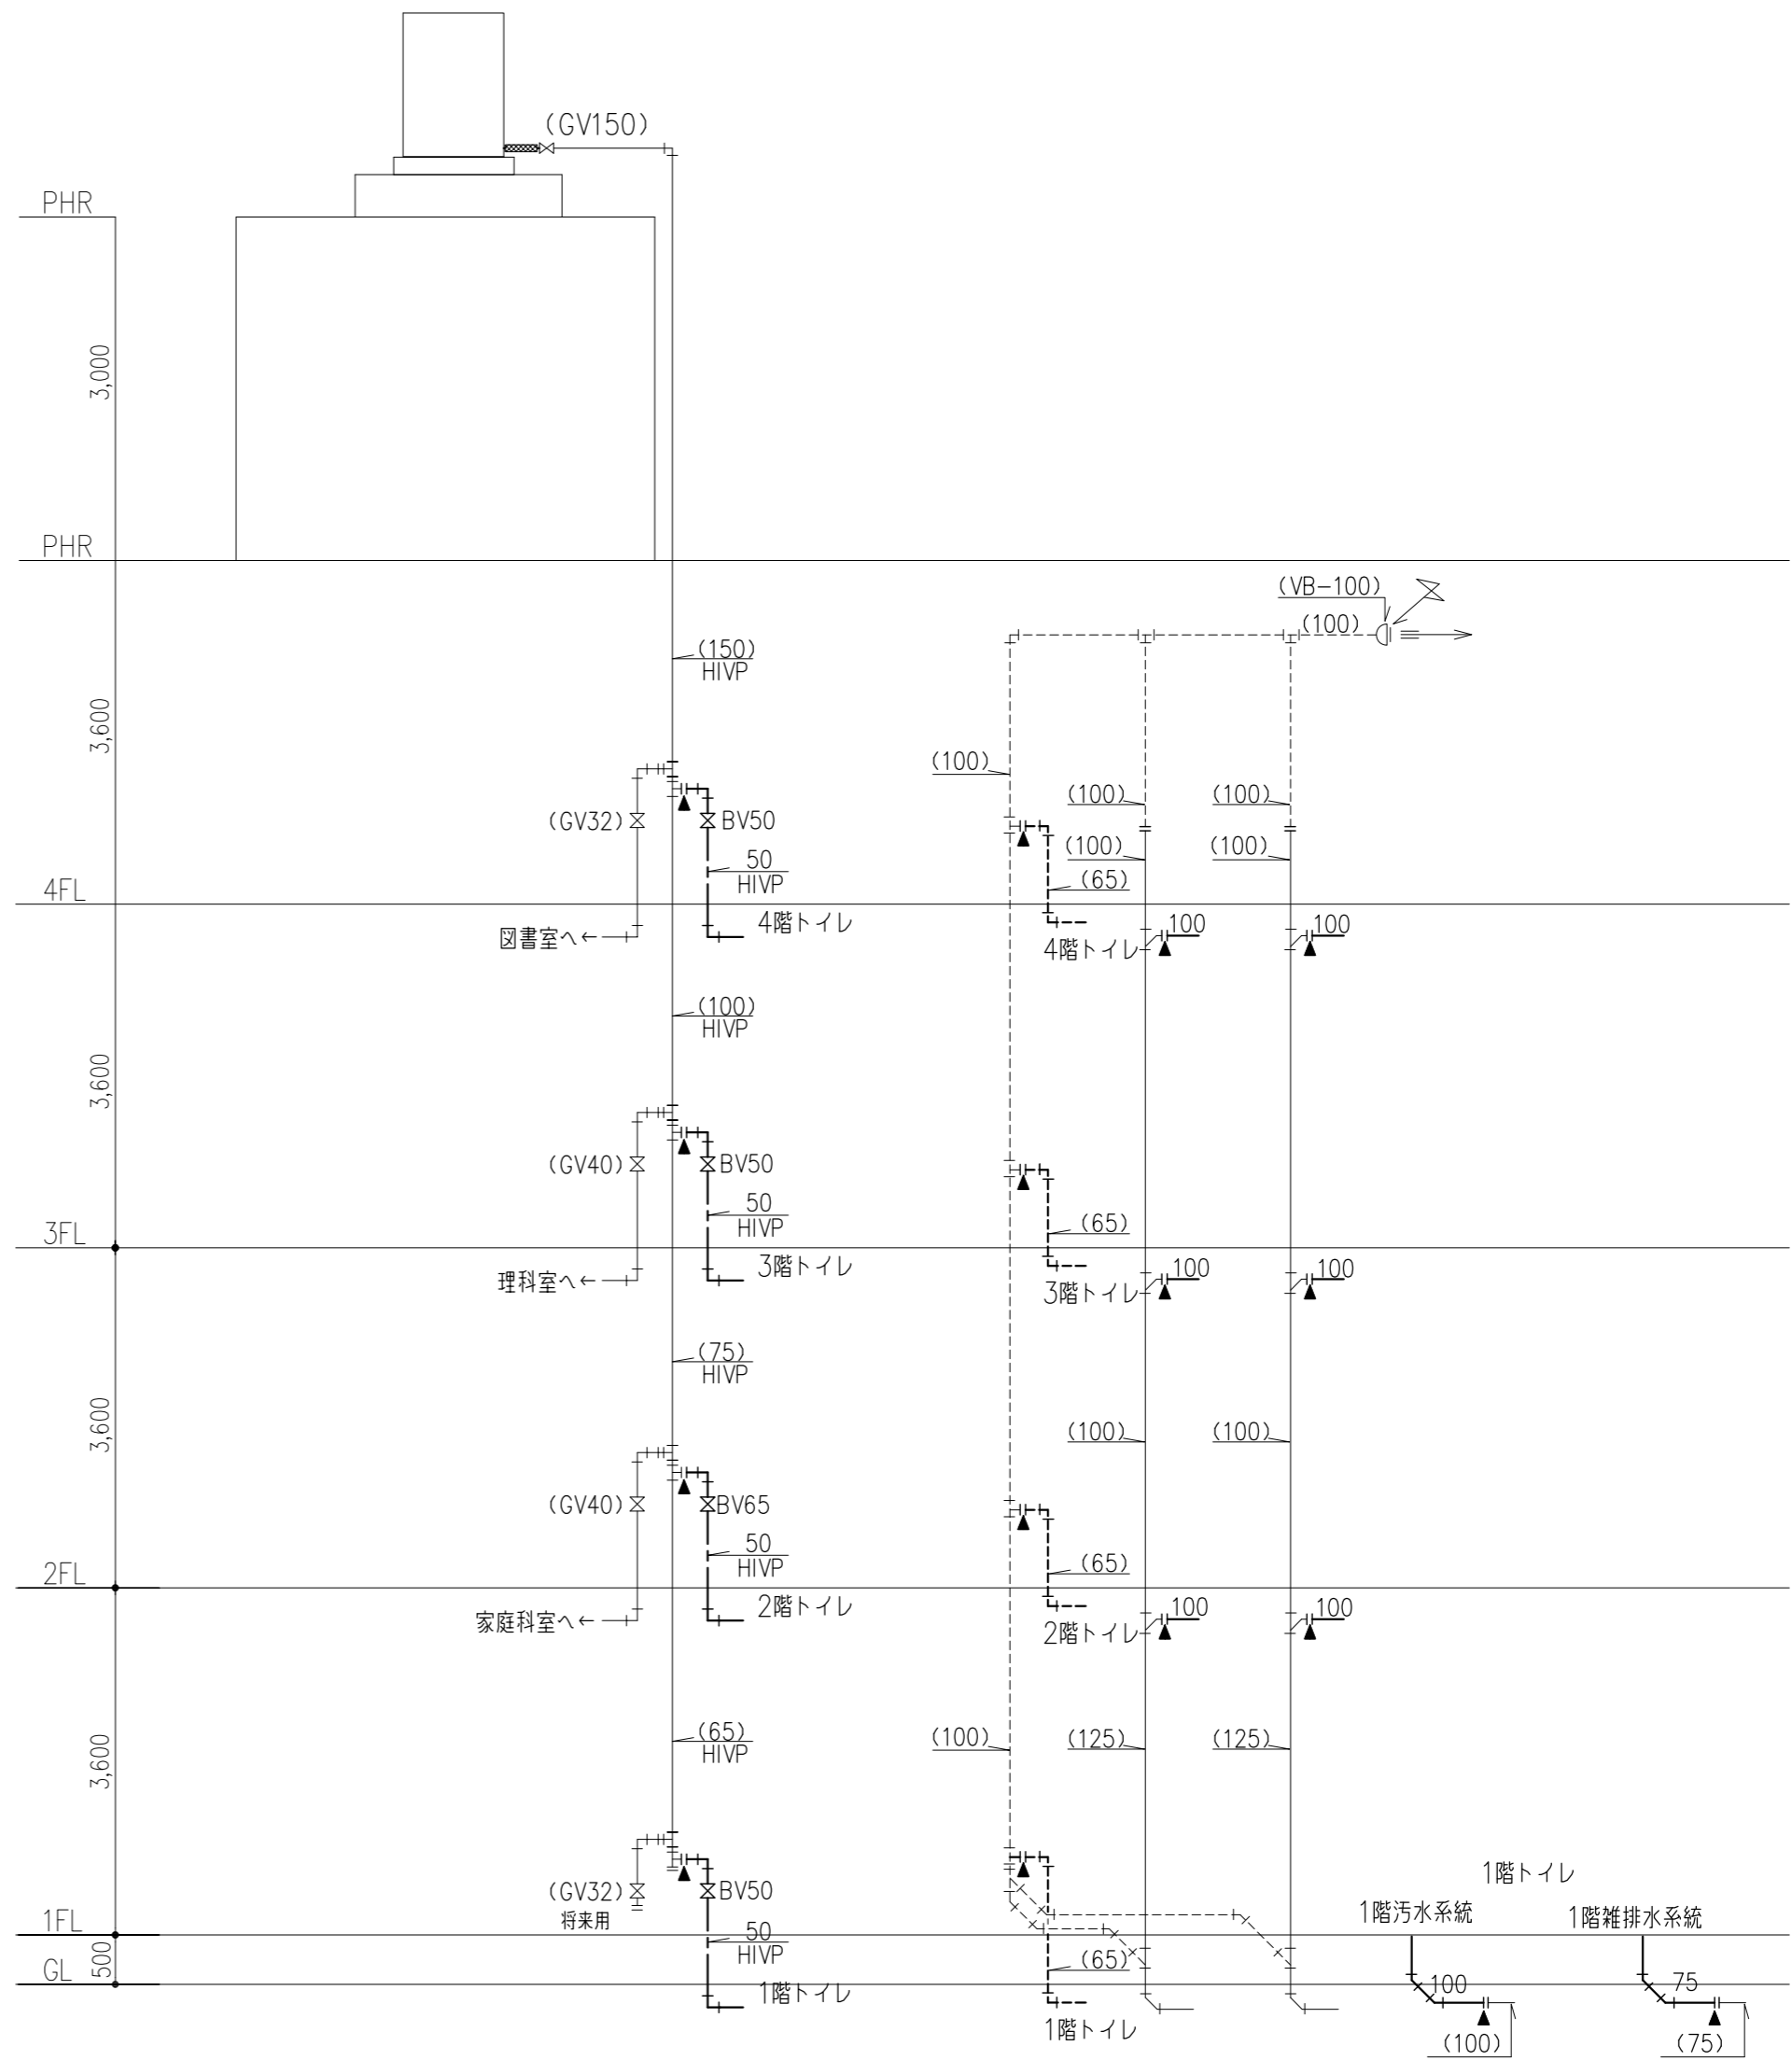 (GV150)
PHR
3,000
PHR
(VB-100)
(100)
(150)
HIVP
3,600
(100)
(100)
(100)
(GV32)
BV50
(100)
(100)
50
HIVP
(65)
4FL
4階トイレ
100
100
図書室へ←
4階トイレ
(100)
HIVP
3,600
(GV40)
BV50
50
HIVP
(65)
3FL
3階トイレ
100
100
理科室へ←
3階トイレ
(75)
HIVP
3,600
(100)
(100)
(GV40)
BV65
50
HIVP
(65)
2FL
2階トイレ
100
100
家庭科室へ←
2階トイレ
(65)
HIVP
3,600
(100)
(125)
(125)
1階トイレ
(GV32)
将来用
BV50
1階汚水系統
1階雑排水系統
1FL
50
HIVP
500
(65)
GL
1階トイレ
100
75
1階トイレ
(100)
(75)